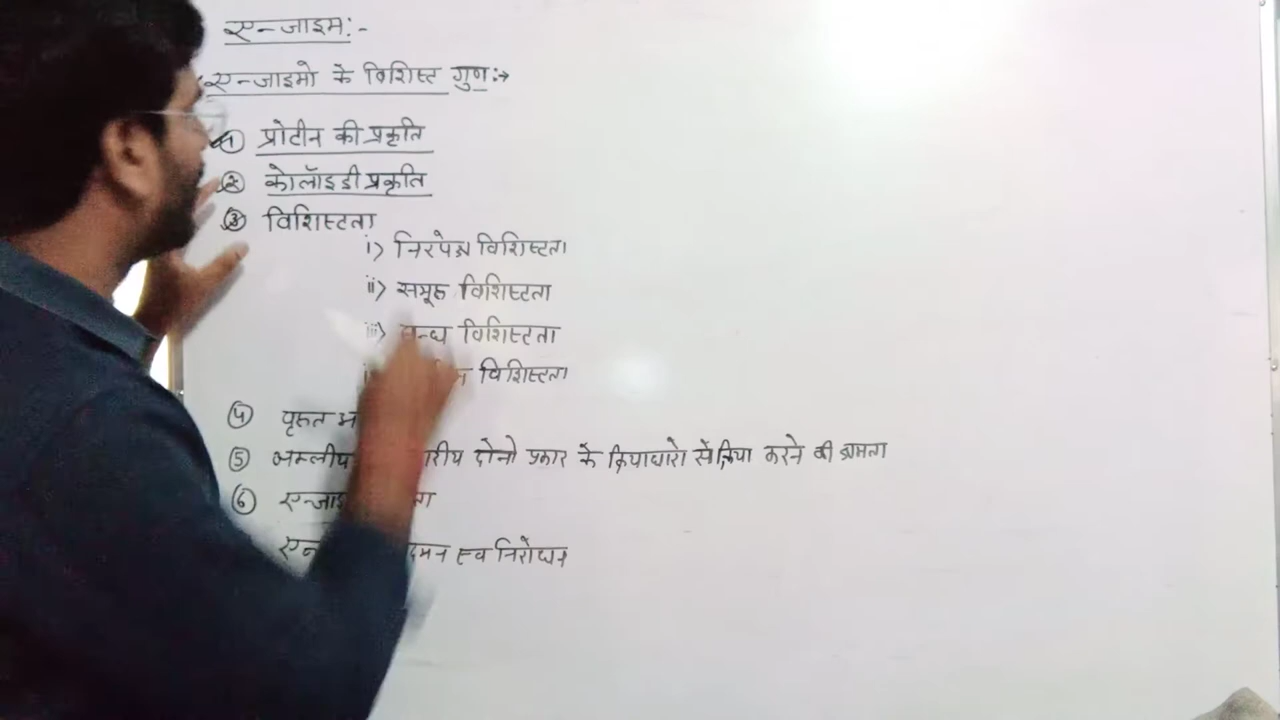 एन्जाइम:-
एन्जाइमो के विशिस्ट गुण:→
① प्रोटीन की प्रकृति
② कोलॉइडी प्रकृति
③ विशिस्टता
i> निरपेक्ष विशिस्टता
ii> समूह विशिस्टता
iii> विशिस्टता
विशिस्टता
④
⑤ दोनो प्रकार के क्रियाधारो से क्रिया करने की क्षमता
⑥
एव निरोधन